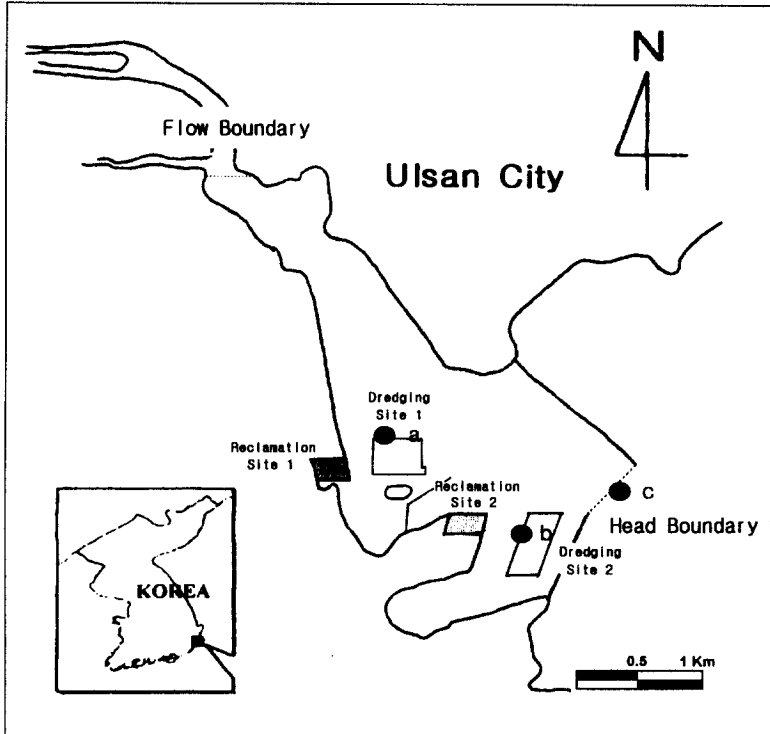 N
Flow Boundary
Ulsan City
Dredging
Site 1
a
Reclamation
Site 1
Reclamation
Site 2
c
Head Boundary
b
Dredging
Site 2
KOREA
0.5 1 Km